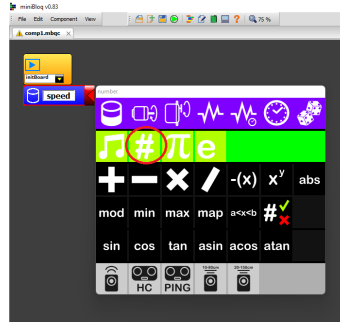 miniBloq v0.83
File Edit Component View ? 75 %
comp1.mbqc ×
initBoard
speed
number
# π e
-(x) xʸ abs
mod min max map a<x<b #
sin cos tan asin acos atan
HC PING 10-80cm 20-150cm